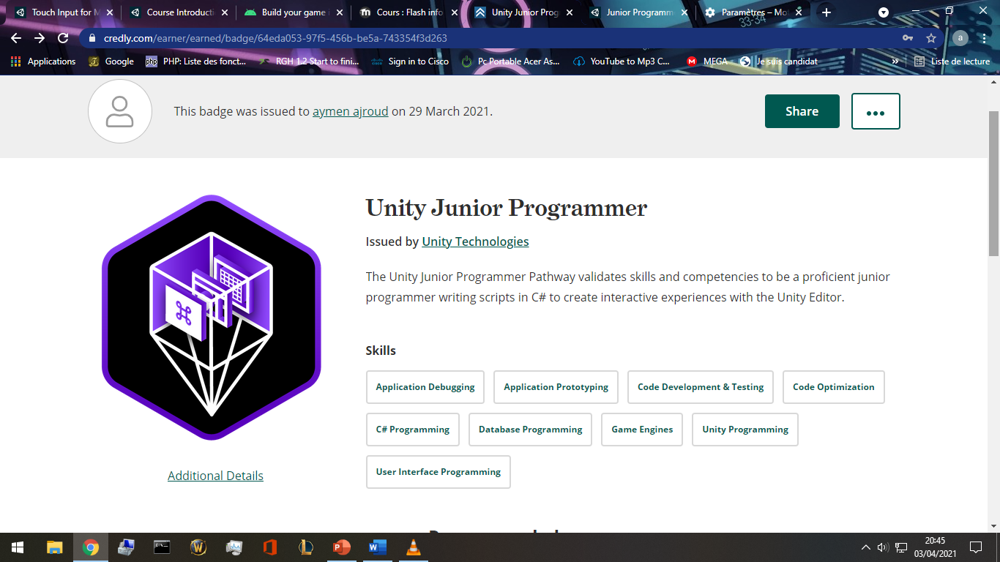 Touch Input for M
Course Introducti
Build your game i
Cours : Flash info
Unity Junior Prog
Junior Programm
Paramètres – Mo
33-34
credly.com/earner/earned/badge/64eda053-97f5-456b-be5a-743354f3d263
a
Applications
Google
php
PHP: Liste des fonct...
RGH 1.2 Start to fini...
Sign in to Cisco
Pc Portable Acer As...
YouTube to Mp3 C...
MEGA
Je suis candidat
»
Liste de lecture
This badge was issued to aymen ajroud on 29 March 2021.
Share
Unity Junior Programmer
Issued by Unity Technologies
The Unity Junior Programmer Pathway validates skills and competencies to be a proficient junior
programmer writing scripts in C# to create interactive experiences with the Unity Editor.
Skills
Application Debugging
Application Prototyping
Code Development & Testing
Code Optimization
C# Programming
Database Programming
Game Engines
Unity Programming
User Interface Programming
Additional Details
20:45
03/04/2021